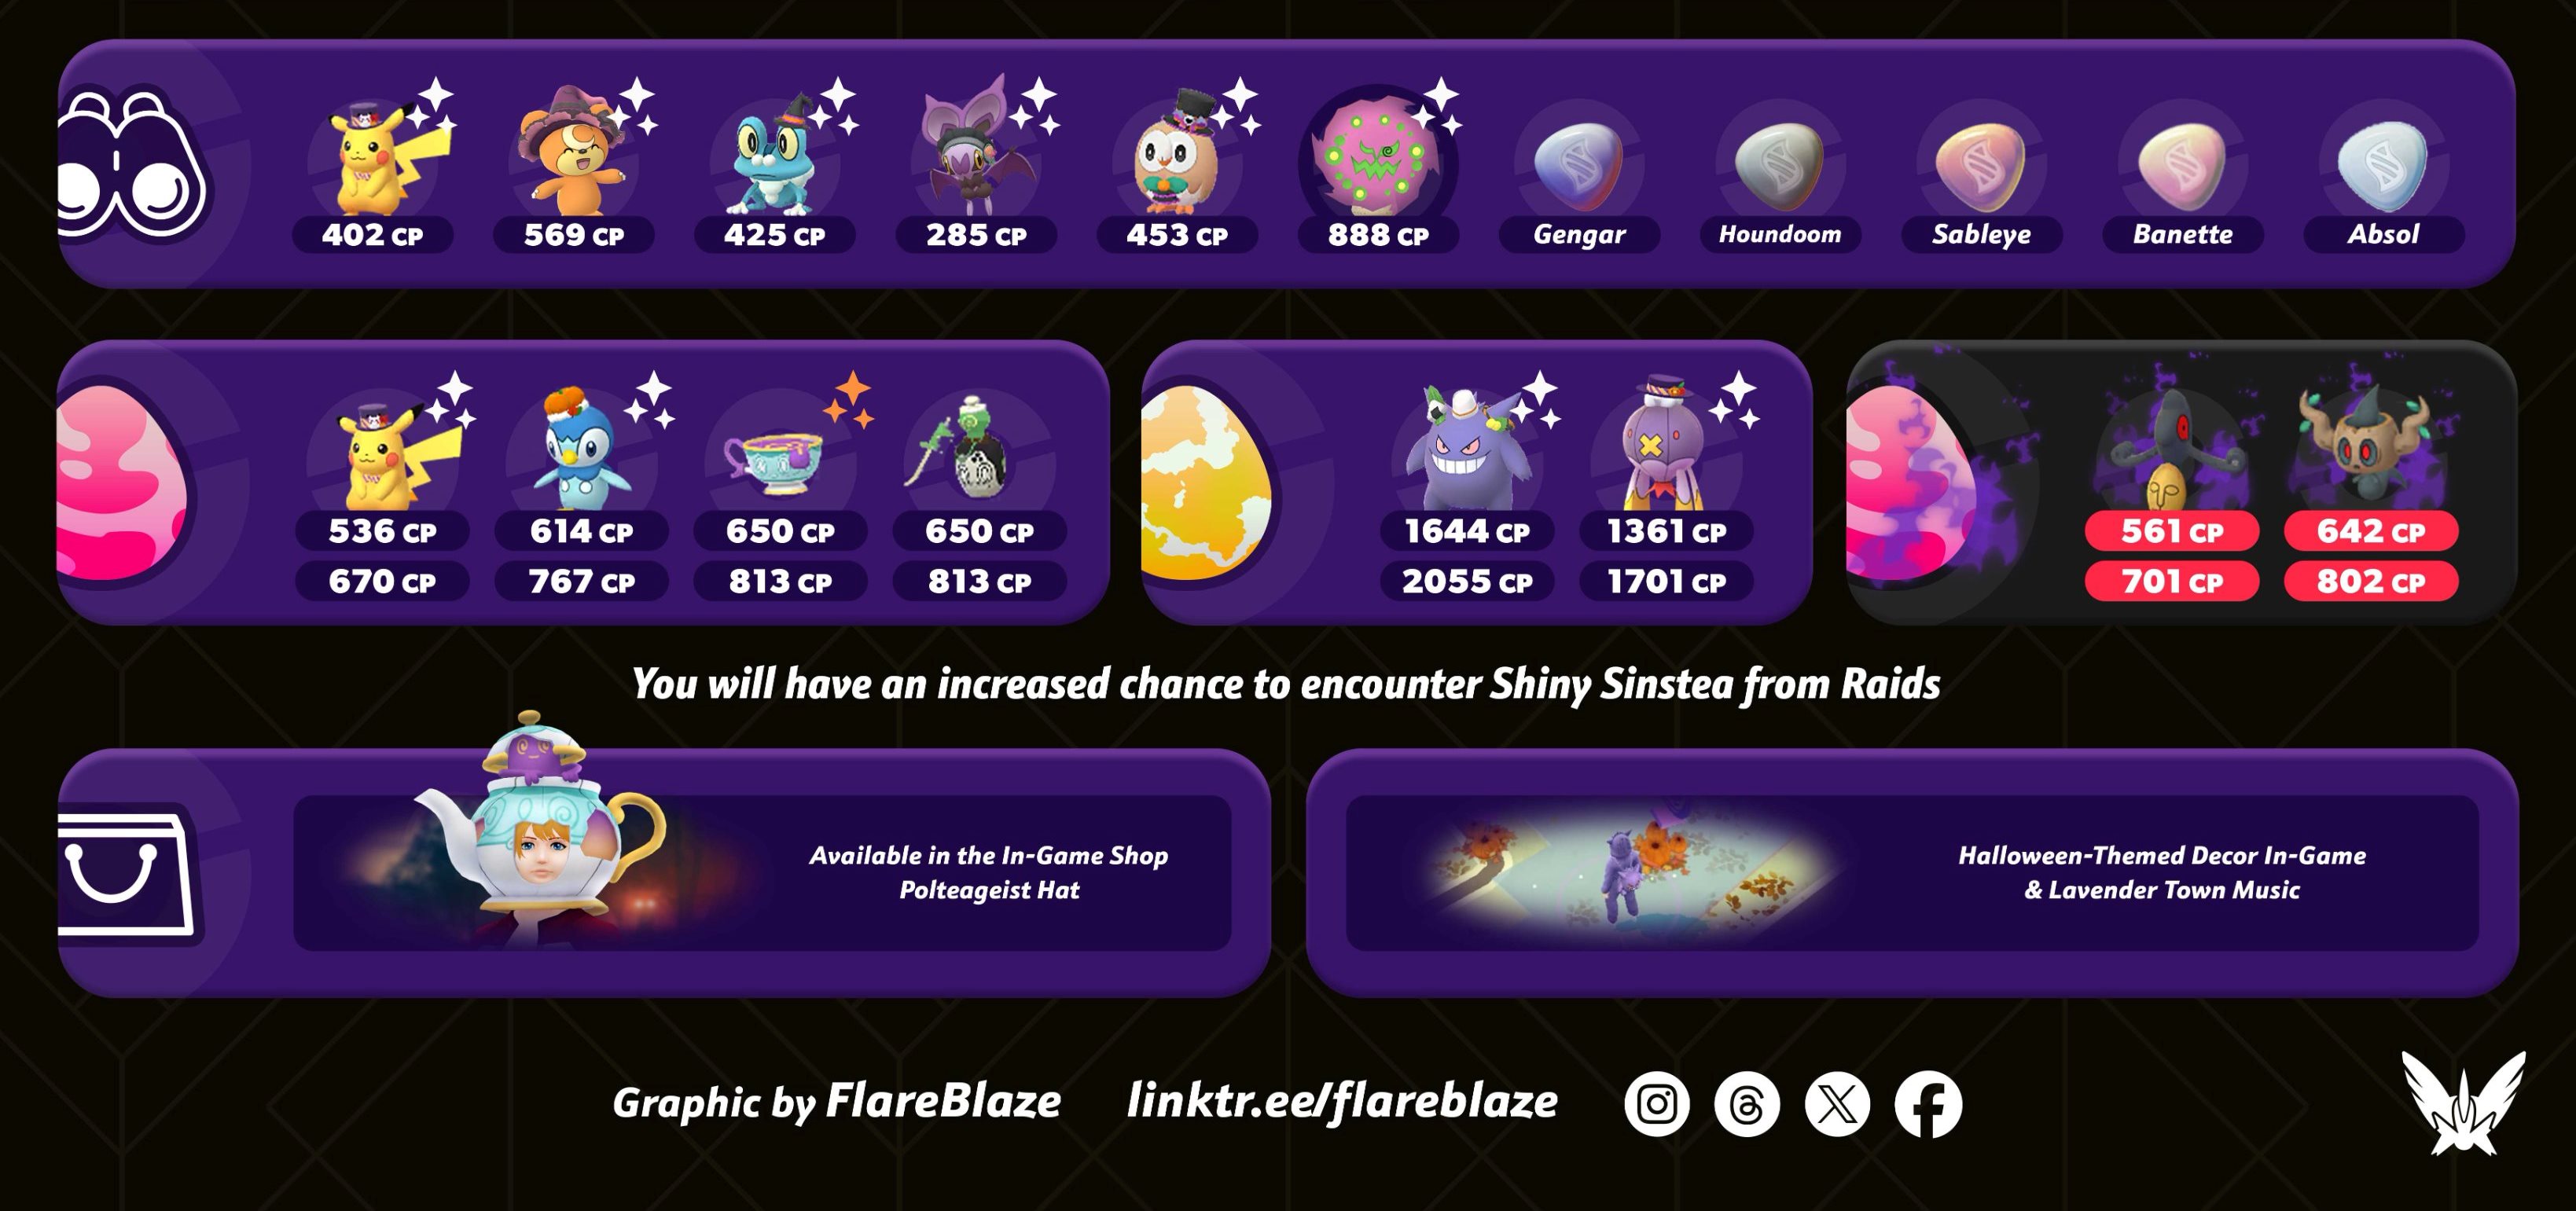 402 CP
569 CP
425 CP
285 CP
453 CP
888 CP
Gengar
Houndoom
Sableye
Banette
Absol
536 CP
614 CP
650 CP
650 CP
670 CP
767 CP
813 CP
813 CP
1644 CP
1361 CP
2055 CP
1701 CP
561 CP
642 CP
701 CP
802 CP
You will have an increased chance to encounter Shiny Sinstea from Raids
Available in the In-Game Shop
Polteageist Hat
Halloween-Themed Decor In-Game
& Lavender Town Music
Graphic by FlareBlaze
linktr.ee/flareblaze